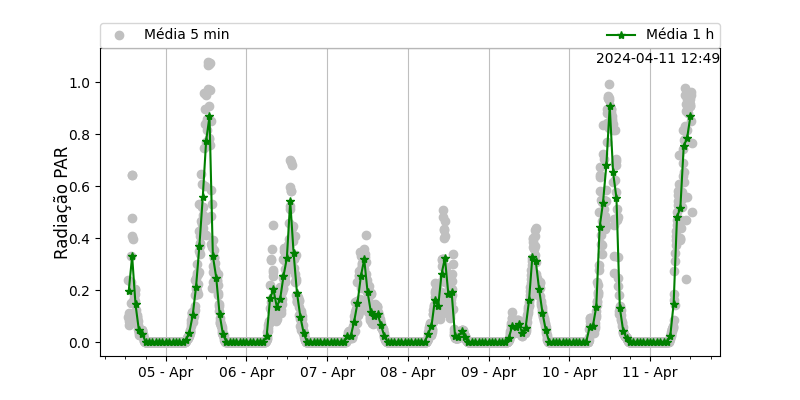 Média 5 min
Média 1 h
2024-04-11 12:49
Radiação PAR
1.0
0.8
0.6
0.4
0.2
0.0
05 - Apr
06 - Apr
07 - Apr
08 - Apr
09 - Apr
10 - Apr
11 - Apr